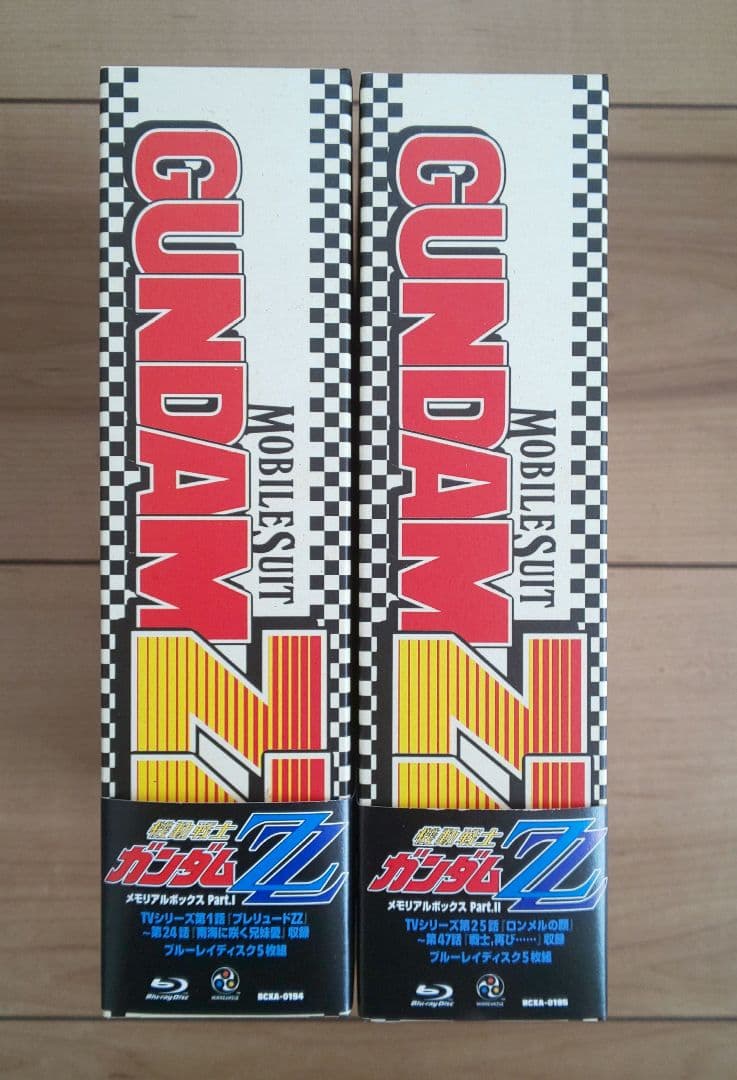 GUNDAM
MOBILE SUIT
Z
機動戦士
ガンダムZZ
メモリアルボックス Part.I
TVシリーズ第1話「プレリュードZZ」
～第24話「南海に咲く兄妹愛」収録
ブルーレイディスク5枚組
Blu-ray Disc
BCXA-0194
GUNDAM
MOBILE SUIT
Z
機動戦士
ガンダムZZ
メモリアルボックス Part.II
TVシリーズ第25話「ロンメルの顔」
～第47話「戦士,再び……」収録
ブルーレイディスク5枚組
Blu-ray Disc
BCXA-0195